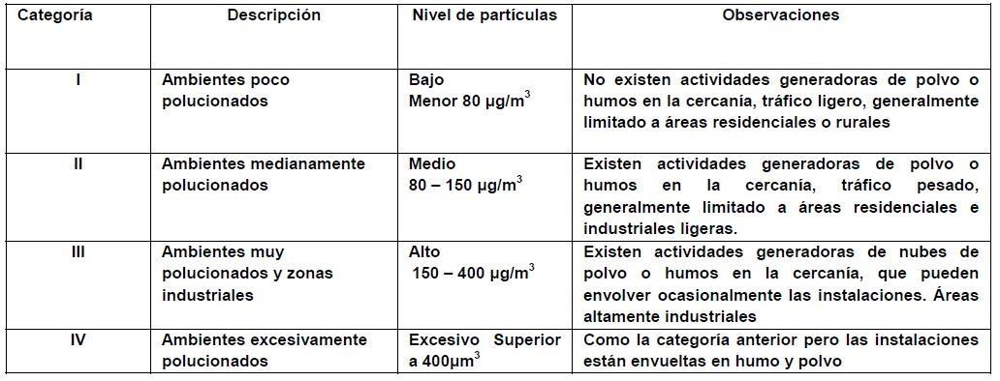 Categoría Descripción Nivel de partículas Observaciones
I Ambientes poco Bajo No existen actividades generadoras de polvo o
polucionados Menor 80 µg/m³ humos en la cercanía, tráfico ligero, generalmente
limitado a áreas residenciales o rurales
II Ambientes medianamente Medio Existen actividades generadoras de polvo o
polucionados 80 – 150 µg/m³ humos en la cercanía, tráfico pesado,
generalmente limitado a áreas residenciales e
industriales ligeras.
III Ambientes muy Alto Existen actividades generadoras de nubes de
polucionados y zonas 150 – 400 µg/m³ polvo o humos en la cercanía, que pueden
industriales envolver ocasionalmente las instalaciones. Áreas
altamente industriales
IV Ambientes excesivamente Excesivo Superior Como la categoría anterior pero las instalaciones
polucionados a 400µm³ están envueltas en humo y polvo